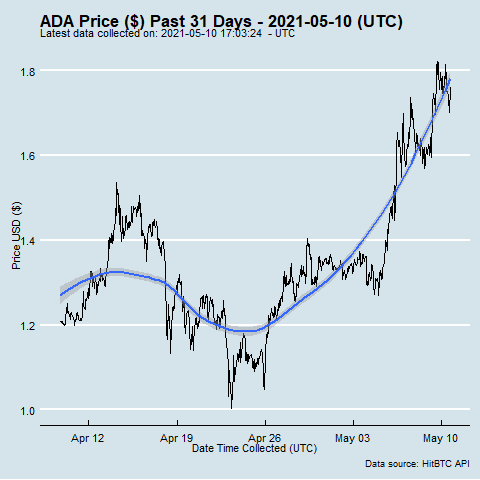 ADA Price ($) Past 31 Days - 2021-05-10 (UTC)
Latest data collected on: 2021-05-10 17:03:24 - UTC
1.8
1.6
1.4
1.2
1.0
Price USD ($)
Apr 12
Apr 19
Apr 26
May 03
May 10
Date Time Collected (UTC)
Data source: HitBTC API